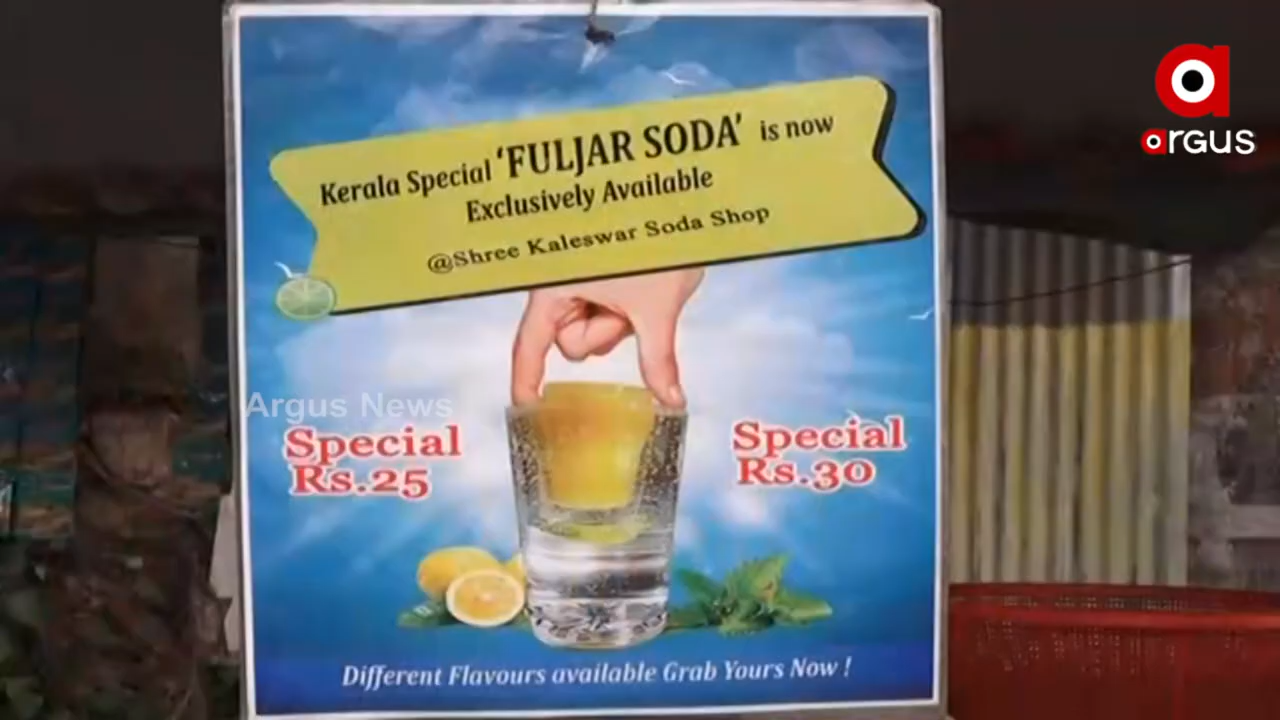 argus
Kerala Special 'FULJAR SODA' is now
Exclusively Available
@Shree Kaleswar Soda Shop
Argus News
Special
Rs.25
Special
Rs.30
Different Flavours available Grab Yours Now !